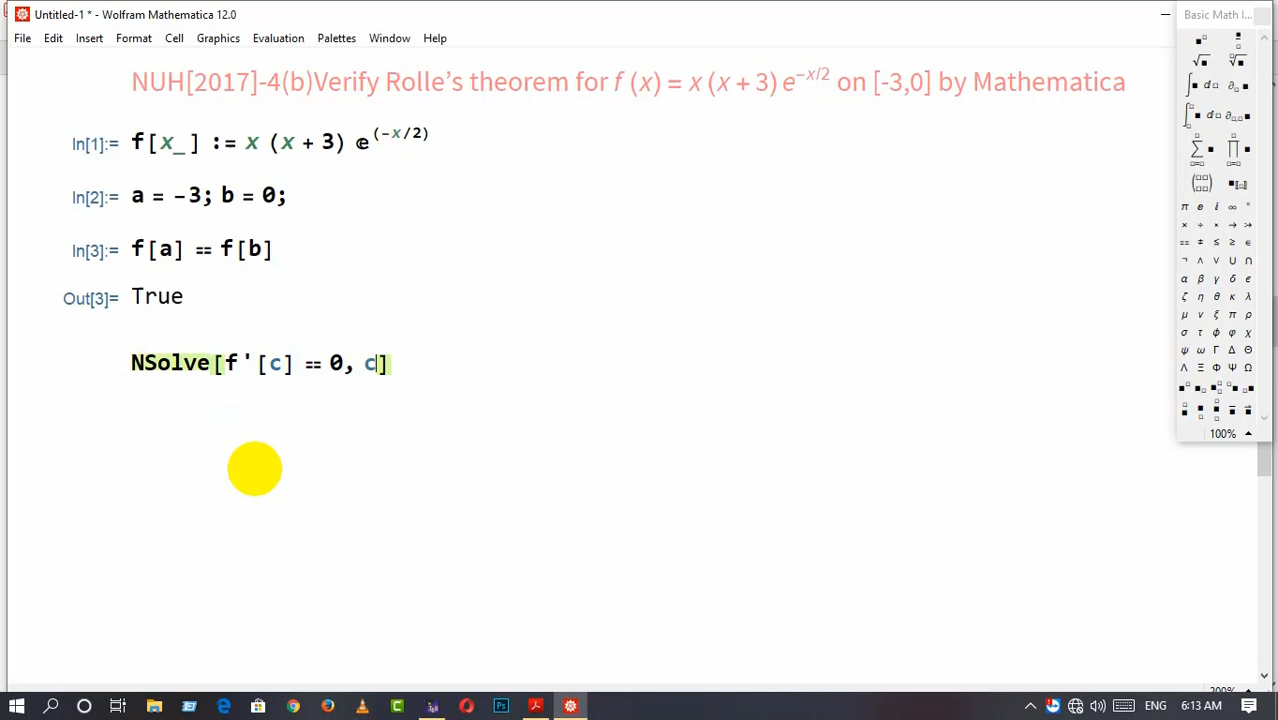 Untitled-1 * - Wolfram Mathematica 12.0
Basic Math I...
File Edit Insert Format Cell Graphics Evaluation Palettes Window Help
NUH[2017]-4(b)Verify Rolle's theorem for f (x) = x (x + 3) e^(−x/2) on [-3,0] by Mathematica
In[1]:= f[x_] := x (x + 3) ⅇ^(-x/2)
In[2]:= a = -3; b = 0;
In[3]:= f[a] == f[b]
Out[3]= True
NSolve[f '[c] == 0, c]
π ⅇ ⅈ ∞ °
× ÷ × → ↣
== ≠ ≤ ≥ ∈
¬ ∧ ∨ ∪ ∩
α β γ δ ε
ζ η θ κ λ
μ ν ξ π ρ
σ τ φ φ χ
ψ ω Γ Δ Θ
Λ Ξ Φ Ψ Ω
100%
ENG 6:13 AM